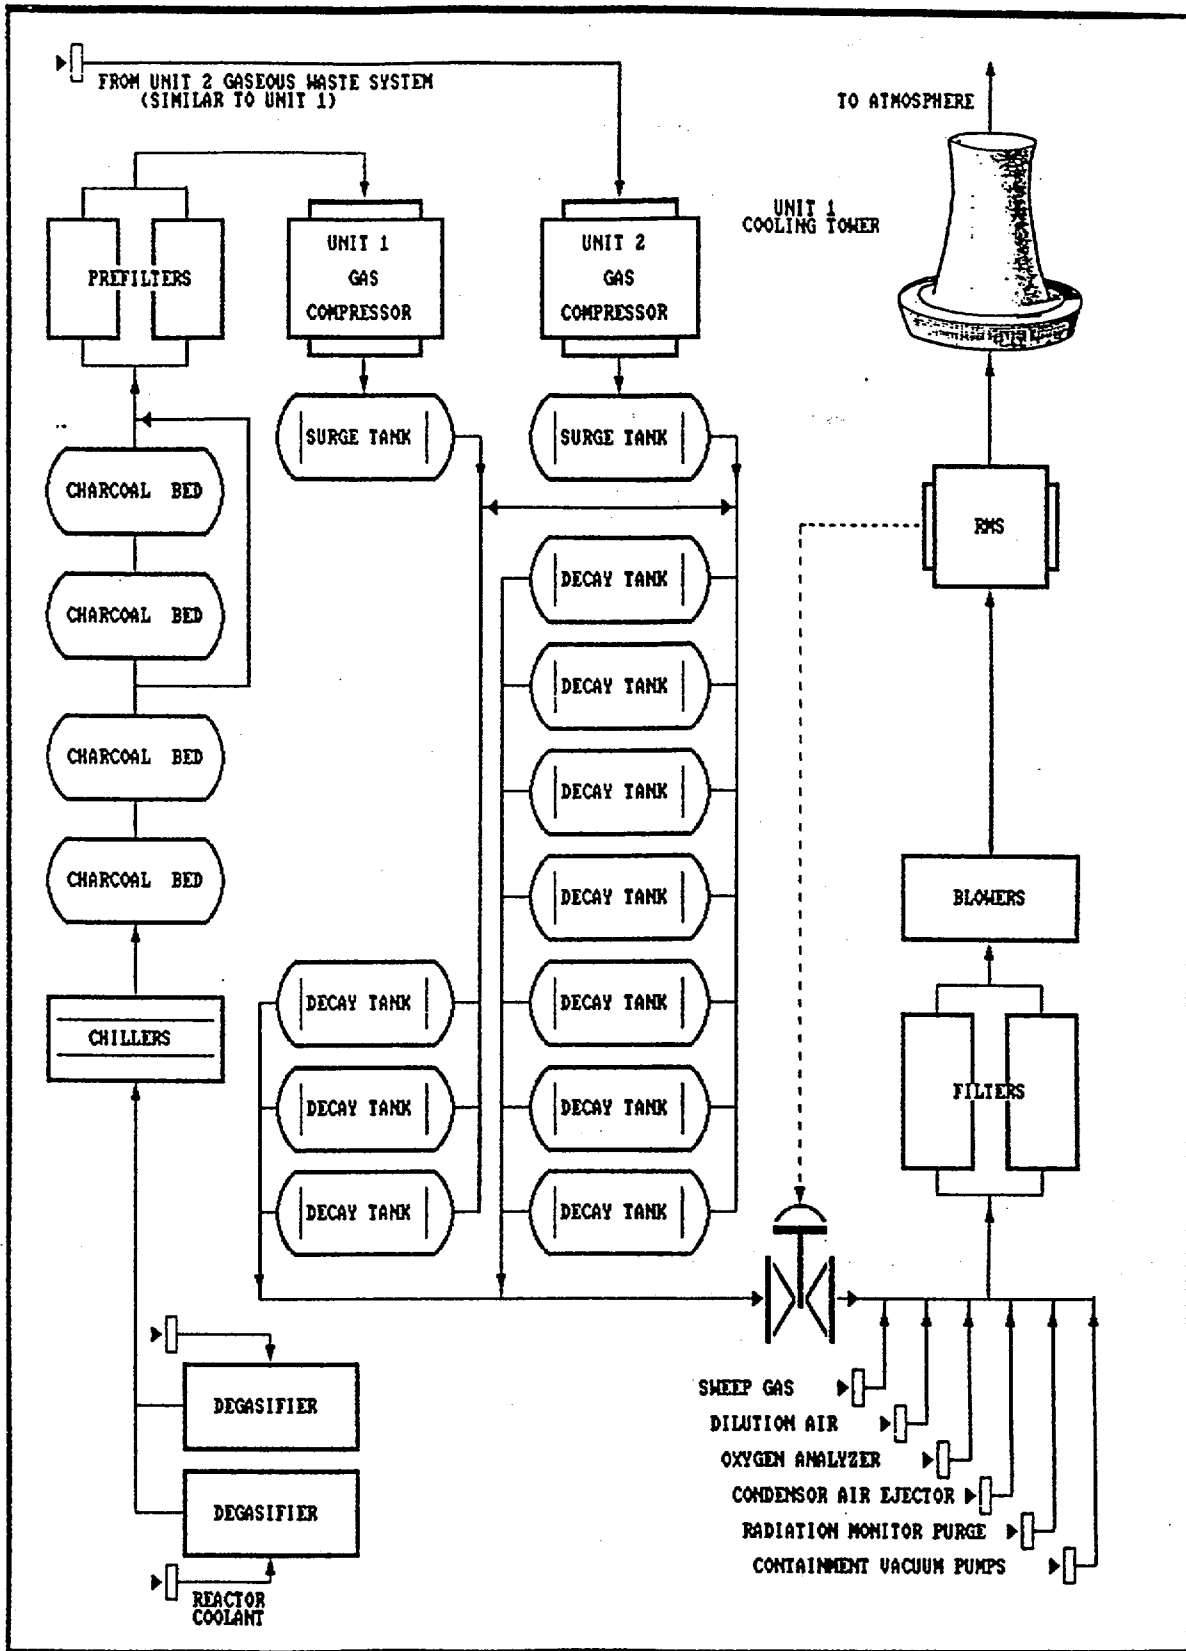 FROM UNIT 2 GASEOUS WASTE SYSTEM
(SIMILAR TO UNIT 1)
TO ATMOSPHERE
UNIT 1
COOLING TOWER
PREFILTERS
UNIT 1
GAS
COMPRESSOR
UNIT 2
GAS
COMPRESSOR
SURGE TANK
SURGE TANK
CHARCOAL BED
CHARCOAL BED
CHARCOAL BED
CHARCOAL BED
RMS
DECAY TANK
DECAY TANK
DECAY TANK
DECAY TANK
DECAY TANK
DECAY TANK
DECAY TANK
DECAY TANK
DECAY TANK
DECAY TANK
BLOWERS
CHILLERS
FILTERS
DEGASIFIER
DEGASIFIER
REACTOR
COOLANT
SWEEP GAS
DILUTION AIR
OXYGEN ANALYZER
CONDENSOR AIR EJECTOR
RADIATION MONITOR PURGE
CONTAINMENT VACUUM PUMPS